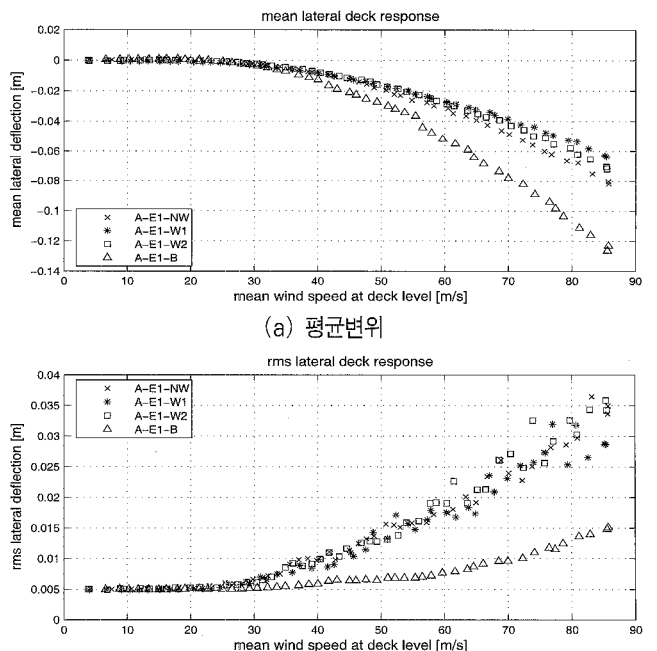 mean lateral deck response
0.02
0
-0.02
-0.04
-0.06
-0.08
-0.1
-0.12
-0.14
mean lateral deflection [m]
A-E1-NW
A-E1-W1
A-E1-W2
A-E1-B
0 10 20 30 40 50 60 70 80 90
mean wind speed at deck level [m/s]
(a) 평균변위
rms lateral deck response
0.04
0.035
0.03
0.025
0.02
0.015
0.01
0.005
0
rms lateral deflection [m]
A-E1-NW
A-E1-W1
A-E1-W2
A-E1-B
0 10 20 30 40 50 60 70 80 90
mean wind speed at deck level [m/s]